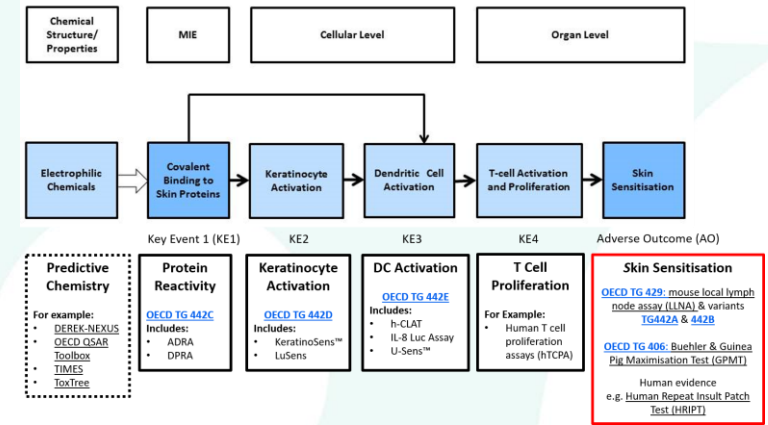 Chemical
Structure/
Properties
MIE
Cellular Level
Organ Level
Electrophilic
Chemicals
Covalent
Binding to
Skin Proteins
Keratinocyte
Activation
Dendritic Cell
Activation
T-cell Activation
and Proliferation
Skin
Sensitisation
Key Event 1 (KE1)
KE2
KE3
KE4
Adverse Outcome (AO)
Predictive
Chemistry
For example:
• DEREK-NEXUS
• OECD QSAR
Toolbox
• TIMES
• ToxTree
Protein
Reactivity
OECD TG 442C
Includes:
• ADRA
• DPRA
Keratinocyte
Activation
OECD TG 442D
Includes:
• KeratinoSens™
• LuSens
DC Activation
OECD TG 442E
Includes:
• h-CLAT
• IL-8 Luc Assay
• U-Sens™
T Cell
Proliferation
For Example:
• Human T cell
proliferation
assays (hTCPA)
Skin Sensitisation
OECD TG 429: mouse local lymph
node assay (LLNA) & variants
TG442A & 442B
OECD TG 406: Buehler & Guinea
Pig Maximisation Test (GPMT)
Human evidence
e.g. Human Repeat Insult Patch
Test (HRIPT)